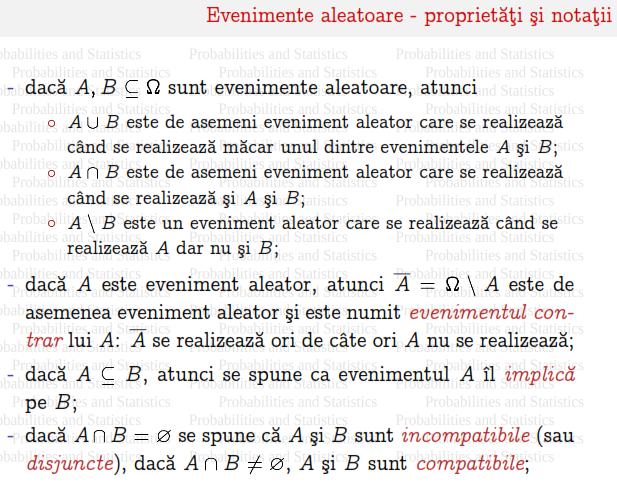 Evenimente aleatoare - proprietăţi şi notaţii
- dacă A, B ⊆ Ω sunt evenimente aleatoare, atunci
∘ A ∪ B este de asemeni eveniment aleator care se realizează
când se realizează măcar unul dintre evenimentele A şi B;
∘ A ∩ B este de asemeni eveniment aleator care se realizează
când se realizează şi A şi B;
∘ A \ B este un eveniment aleator care se realizează când se
realizează A dar nu şi B;
- dacă A este eveniment aleator, atunci A̅ = Ω \ A este de
asemenea eveniment aleator şi este numit evenimentul con-
trar lui A: A̅ se realizează ori de câte ori A nu se realizează;
- dacă A ⊆ B, atunci se spune ca evenimentul A îl implică
pe B;
- dacă A ∩ B = ∅ se spune că A şi B sunt incompatibile (sau
disjuncte), dacă A ∩ B ≠ ∅, A şi B sunt compatibile;